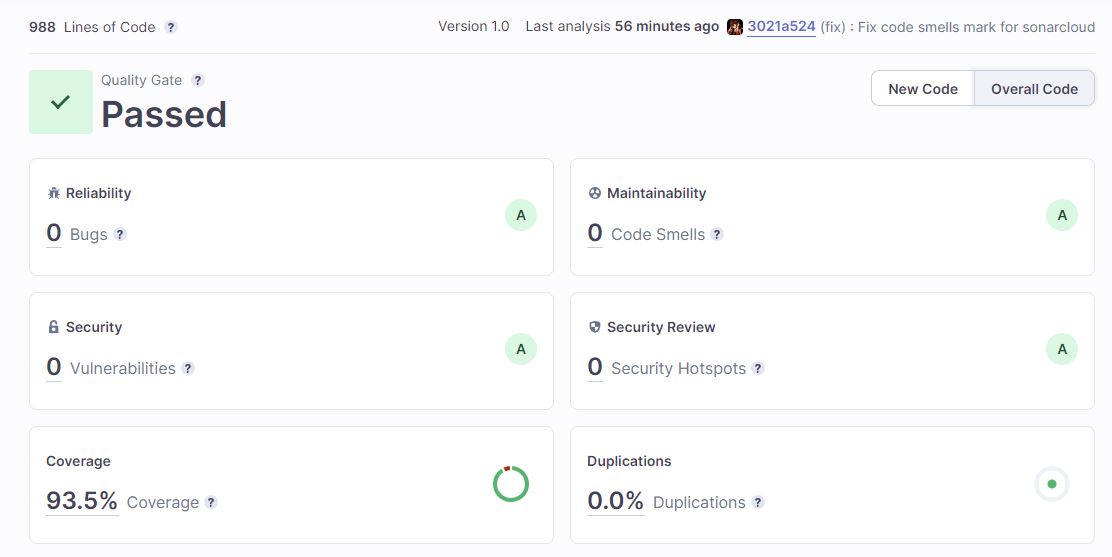 988 Lines of Code ? Version 1.0 Last analysis 56 minutes ago 3021a524 (fix) : Fix code smells mark for sonarcloud
Quality Gate ?
Passed
New Code Overall Code
Reliability
0 Bugs ?
A
Maintainability
0 Code Smells ?
A
Security
0 Vulnerabilities ?
A
Security Review
0 Security Hotspots ?
A
Coverage
93.5% Coverage ?
Duplications
0.0% Duplications ?